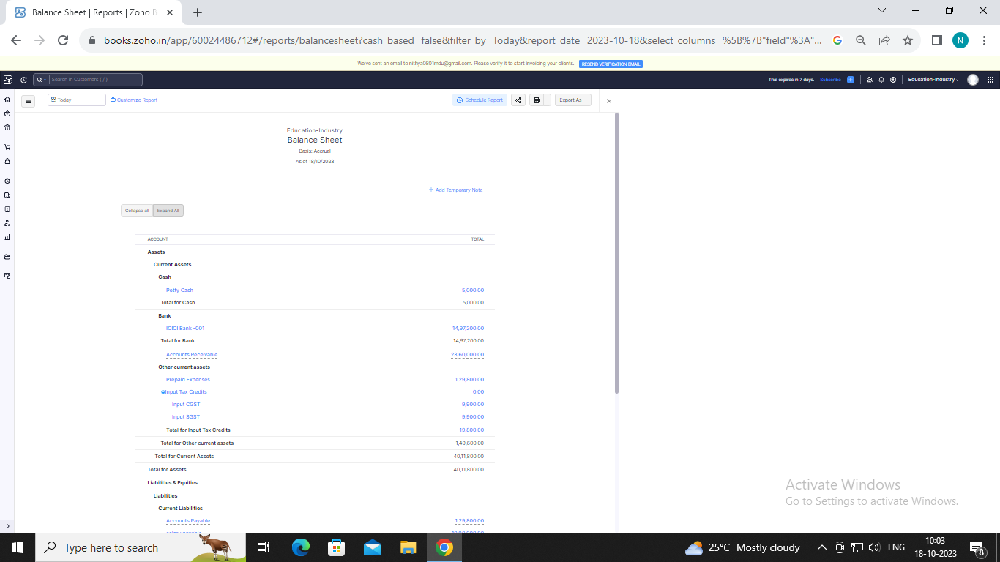 Balance Sheet | Reports | Zoho B
books.zoho.in/app/60024486712#/reports/balancesheet?cash_based=false&filter_by=Today&report_date=2023-10-18&select_columns=%5B%7B"field"%3A"...
N
We've sent an email to nithya0801mdu@gmail.com. Please verify it to start invoicing your clients. RESEND VERIFICATION EMAIL
Search in Customers ( / )
Trial expires in 7 days. Subscribe
Education-Industry
Today
Customize Report
Schedule Report
Export As
Education-Industry
Balance Sheet
Basis: Accrual
As of 18/10/2023
+ Add Temporary Note
Collapse all Expand All
ACCOUNT TOTAL
Assets
Current Assets
Cash
Petty Cash 5,000.00
Total for Cash 5,000.00
Bank
ICICI Bank -001 14,97,200.00
Total for Bank 14,97,200.00
Accounts Receivable 23,60,000.00
Other current assets
Prepaid Expenses 1,29,800.00
Input Tax Credits 0.00
Input CGST 9,900.00
Input SGST 9,900.00
Total for Input Tax Credits 19,800.00
Total for Other current assets 1,49,600.00
Total for Current Assets 40,11,800.00
Total for Assets 40,11,800.00
Liabilities & Equities
Liabilities
Current Liabilities
Accounts Payable 1,29,800.00
Activate Windows
Go to Settings to activate Windows.
Type here to search
25°C Mostly cloudy
ENG
10:03
18-10-2023
8